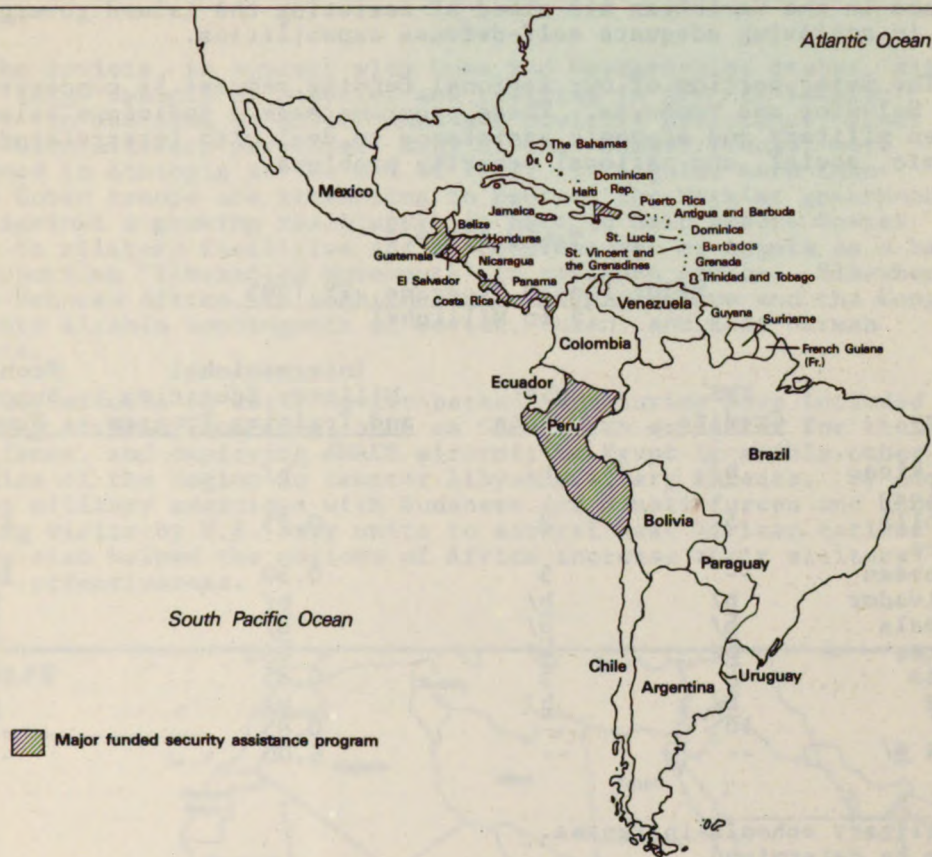 Atlantic Ocean
The Bahamas
Cuba
Dominican
Rep.
Haiti
Mexico
Puerto Rica
Jamaica
Antigua and Barbuda
Belize
Dominica
Honduras
St. Lucia
Barbados
Guatemala
Nicaragua
St. Vincent and
the Grenadinea
Grenada
El Salvador
Panama
Trinidad and Tobago
Costa Rica
Venezuela
Guyana
Suriname
Colombia
French Guiana
(Fr.)
Ecuador
Peru
Brazil
Bolivia
Paraguay
South Pacific Ocean
Chile
Uruguay
Argentina
Major funded security assistance program